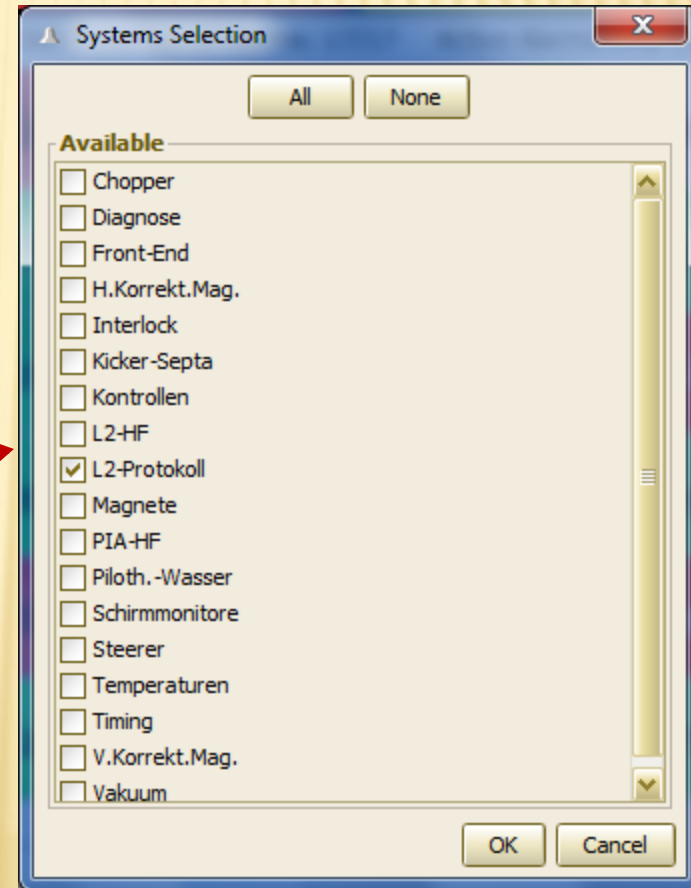 Systems Selection
All None
Available
Chopper
Diagnose
Front-End
H.Korrekt.Mag.
Interlock
Kicker-Septa
Kontrollen
L2-HF
L2-Protokoll
Magnete
PIA-HF
Piloth.-Wasser
Schirmmonitore
Steerer
Temperaturen
Timing
V.Korrekt.Mag.
Vakuum
OK Cancel